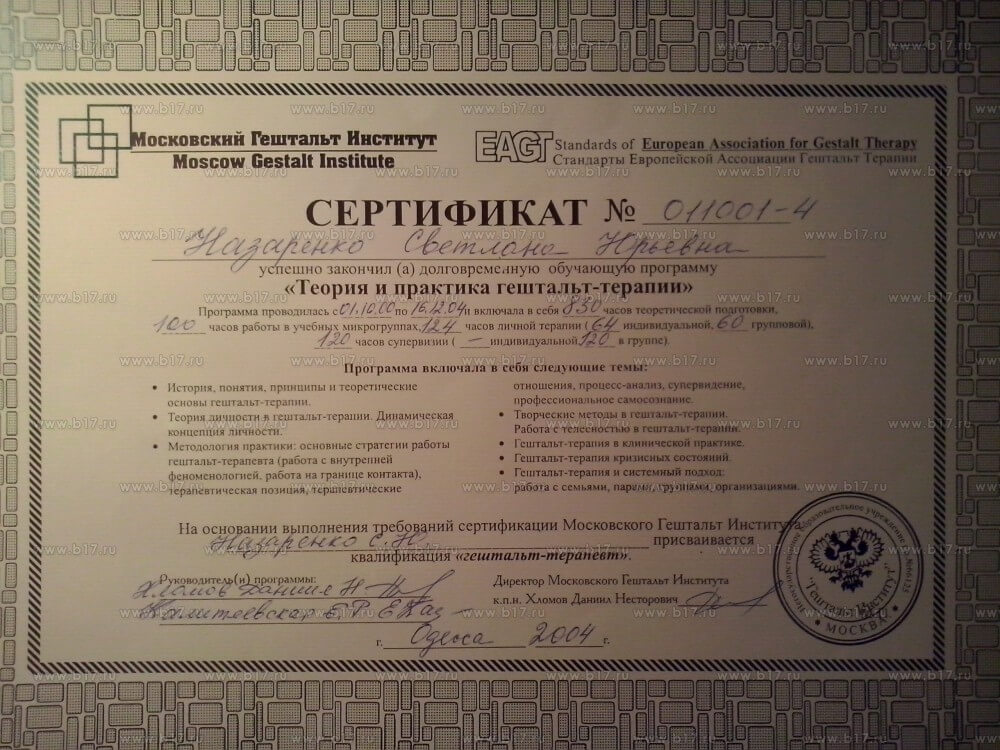 Московский Гештальт Институт
Moscow Gestalt Institute
EAGT Standards of European Association for Gestalt Therapy
Стандарты Европейской Ассоциации Гештальт Терапии
СЕРТИФИКАТ № 011001-4
Назаренко Светлана Юрьевна
успешно закончил (а) долговременную обучающую программу
«Теория и практика гештальт-терапии»
Программа проводилась с 01.10.00 по 16.12.04 и включала в себя 830 часов теоретической подготовки,
100 часов работы в учебных микрогруппах, 124 часов личной терапии ( 64 индивидуальной, 60 групповой),
120 часов супервизии ( — индивидуальной 120 в группе).
Программа включала в себя следующие темы:
• История, понятия, принципы и теоретические
основы гештальт-терапии.
• Теория личности в гештальт-терапии. Динамическая
концепция личности.
• Методология практики: основные стратегии работы
гештальт-терапевта (работа с внутренней
феноменологией, работа на границе контакта),
терапевтическая позиция, терапевтические
отношения, процесс-анализ, супервидение,
профессиональное самосознание.
• Творческие методы в гештальт-терапии.
Работа с телесностью в гештальт-терапии.
• Гештальт-терапия в клинической практике.
• Гештальт-терапия кризисных состояний.
• Гештальт-терапия и системный подход:
работа с семьями, парами, группами, организациями.
На основании выполнения требований сертификации Московского Гештальт Института
Назаренко С.Ю. присваивается
квалификация «гештальт-терапевт».
Руководитель(и) программы:
Хломов Даниил Н
Калитеевская Е.Р.
Директор Московского Гештальт Института
к.п.н. Хломов Даниил Несторович
г. Одесса 2004 г.
"Гештальт Институт"
• МОСКВА •
www.b17.ru